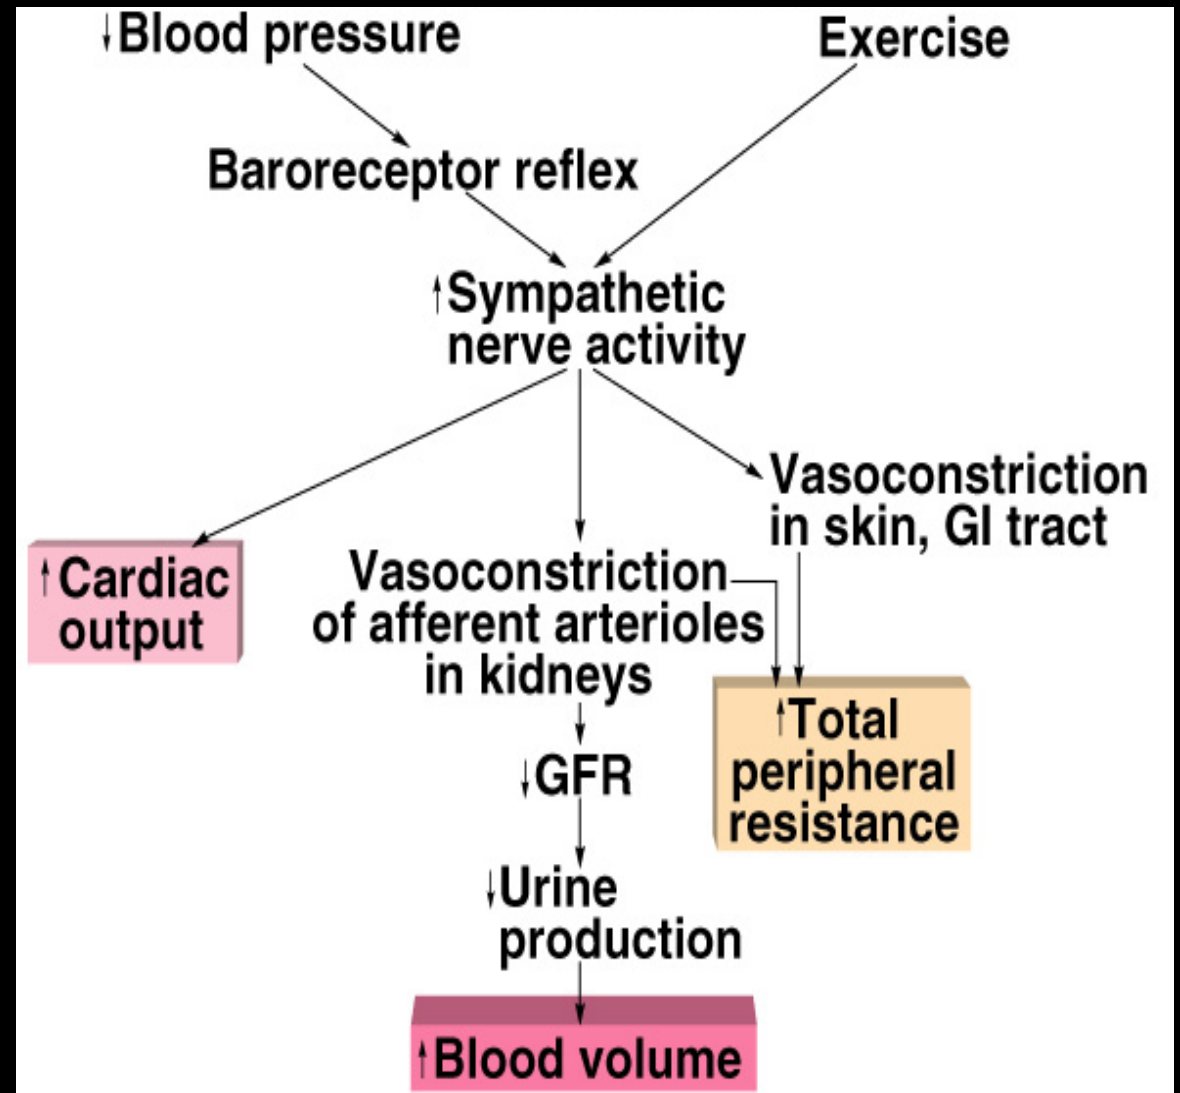 ↓Blood pressure
Exercise
Baroreceptor reflex
↑Sympathetic
nerve activity
Vasoconstriction
in skin, GI tract
↑Cardiac
output
Vasoconstriction
of afferent arterioles
in kidneys
↑Total
peripheral
resistance
↓GFR
↓Urine
production
↑Blood volume